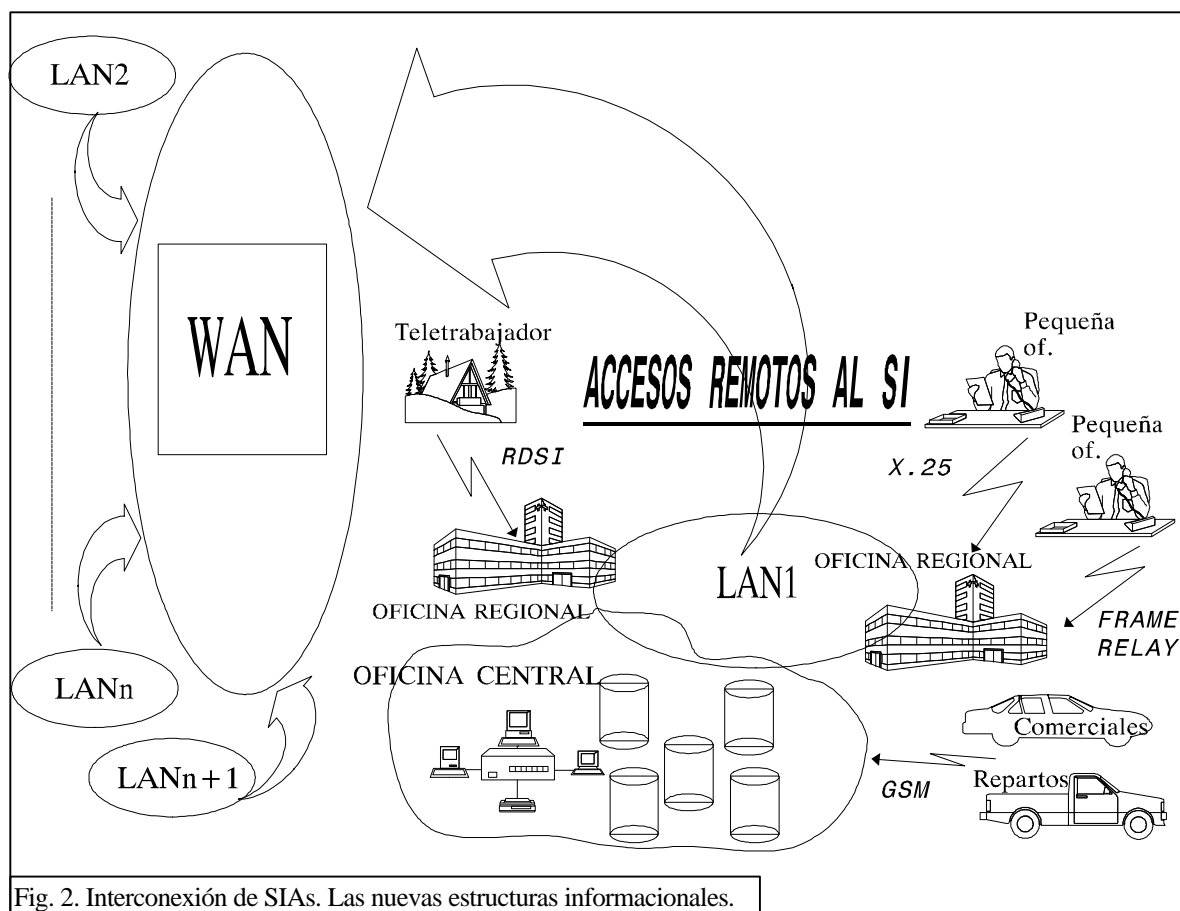 LAN2
WAN
Teletrabajador
ACCESOS REMOTOS AL SI
Pequeña
of.
Pequeña
of.
RDSI
X.25
OFICINA REGIONAL
LAN1
OFICINA REGIONAL
FRAME
RELAY
LANn
OFICINA CENTRAL
Comerciales
LANn+1
GSM
Repartos
Fig. 2. Interconexión de SIAs. Las nuevas estructuras informacionales.